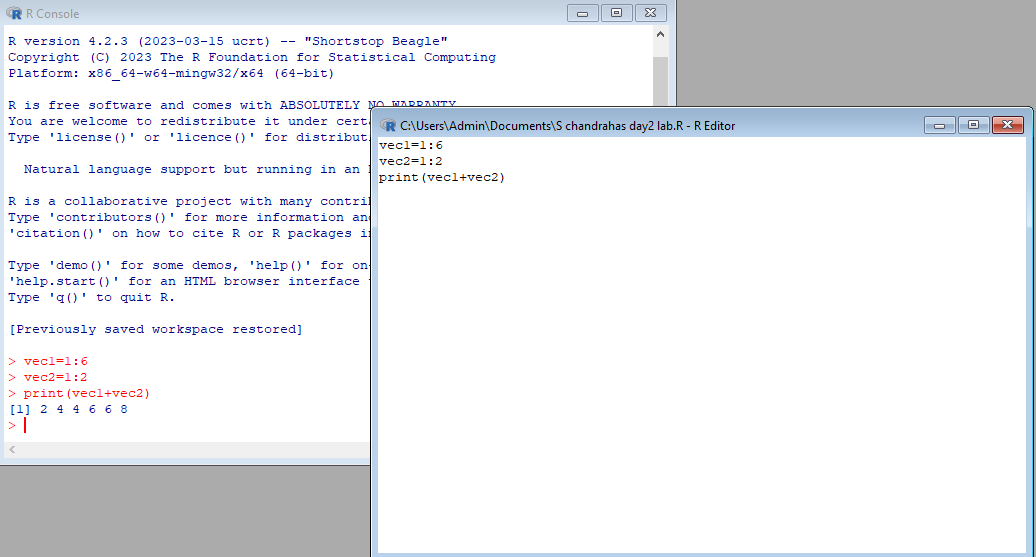 R Console
R version 4.2.3 (2023-03-15 ucrt) -- "Shortstop Beagle"
Copyright (C) 2023 The R Foundation for Statistical Computing
Platform: x86_64-w64-mingw32/x64 (64-bit)
R is free software and comes with ABSOLUTELY NO WARRANTY
You are welcome to redistribute it under
Type 'license()' or 'licence()' for
Natural language support but running in an
R is a collaborative project with many
Type 'contributors()' for more information
'citation()' on how to cite R or R packages
Type 'demo()' for some demos, 'help()' for
'help.start()' for an HTML browser interface
Type 'q()' to quit R.
[Previously saved workspace restored]
> vec1=1:6
> vec2=1:2
> print(vec1+vec2)
[1] 2 4 4 6 6 8
>
C:\Users\Admin\Documents\S chandrahas day2 lab.R - R Editor
vec1=1:6
vec2=1:2
print(vec1+vec2)